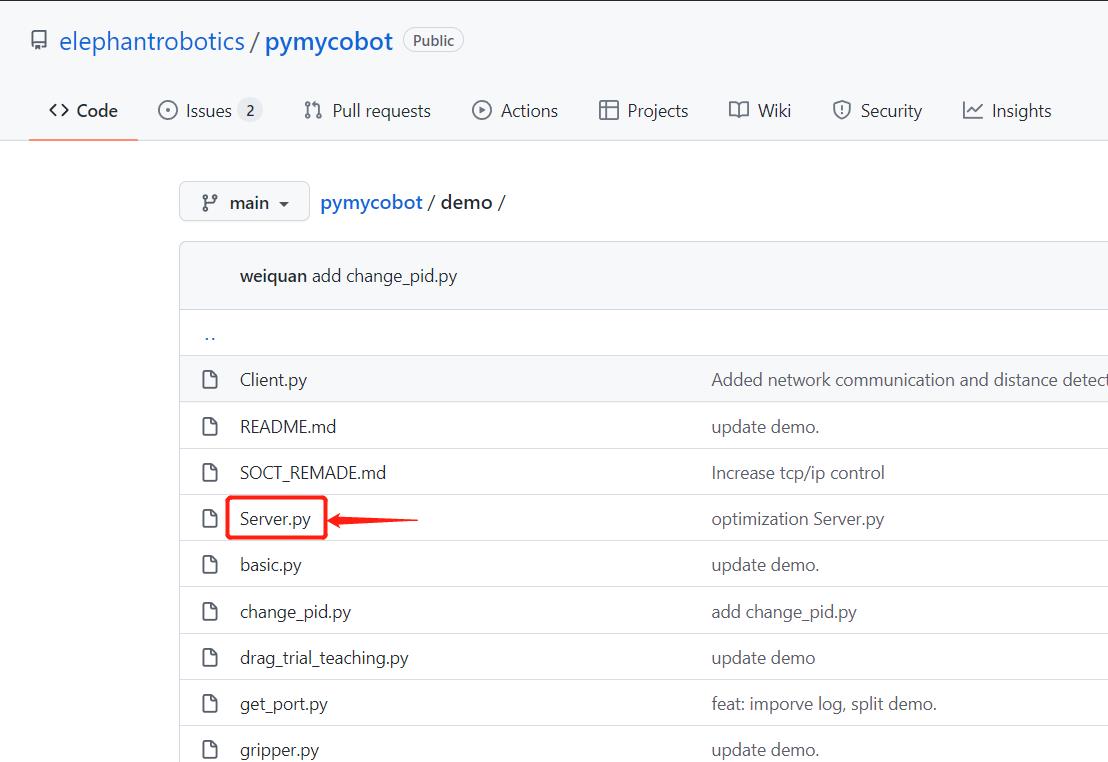 elephantrobotics / pymycobot Public
Code Issues 2 Pull requests Actions Projects Wiki Security Insights
main pymycobot / demo /
weiquan add change_pid.py
..
Client.py Added network communication and distance detect
README.md update demo.
SOCT_REMADE.md Increase tcp/ip control
Server.py optimization Server.py
basic.py update demo.
change_pid.py add change_pid.py
drag_trial_teaching.py update demo
get_port.py feat: imporve log, split demo.
gripper.py update demo.